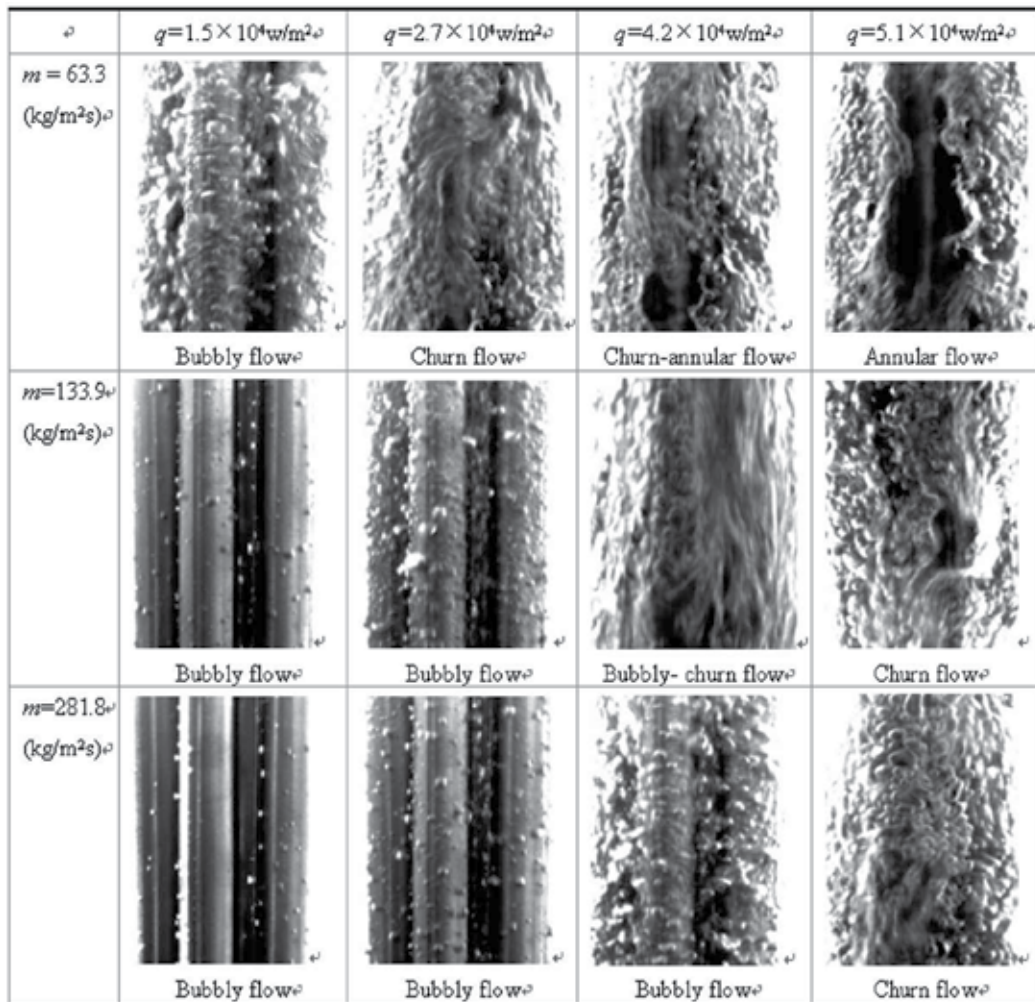 q=1.5×10⁴w/m² q=2.7×10⁴w/m² q=4.2×10⁴w/m² q=5.1×10⁴w/m²
m = 63.3
(kg/m²s)
Bubbly flow Churn flow Churn-annular flow Annular flow
m=133.9
(kg/m²s)
Bubbly flow Bubbly flow Bubbly- churn flow Churn flow
m=281.8
(kg/m²s)
Bubbly flow Bubbly flow Bubbly flow Churn flow